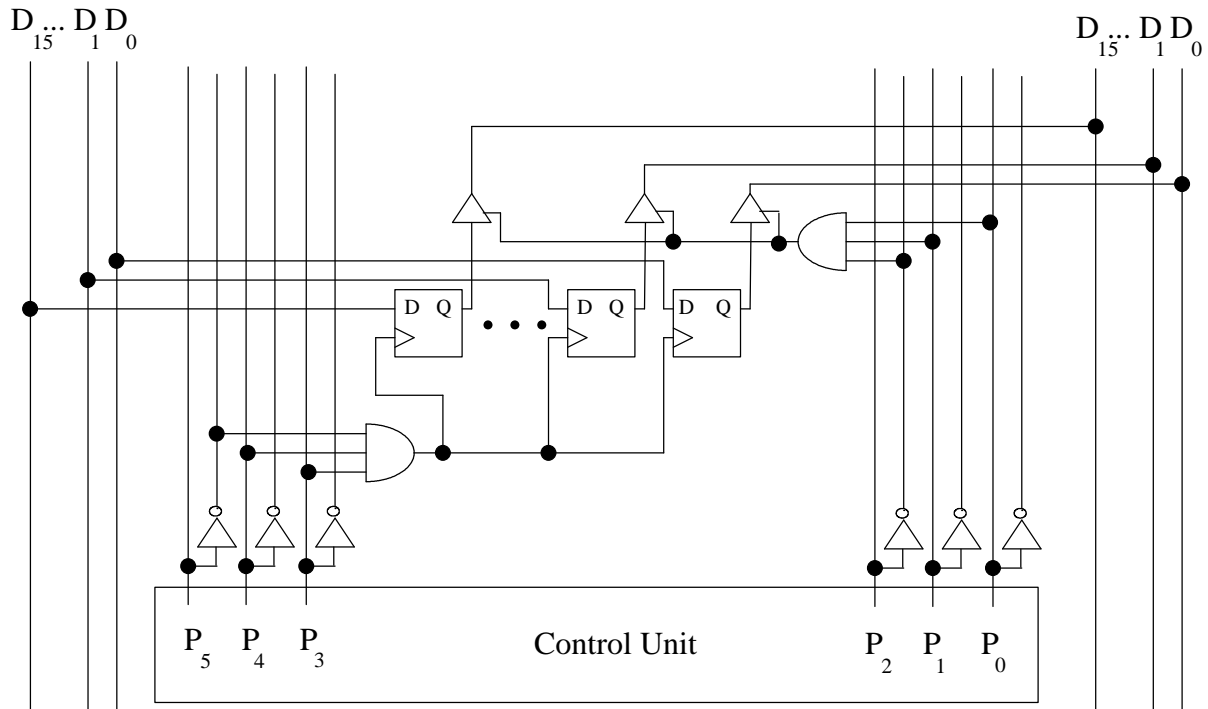 D₁₅... D₁ D₀
D₁₅... D₁ D₀
D Q
D Q
D Q
P₅ P₄ P₃ Control Unit P₂ P₁ P₀